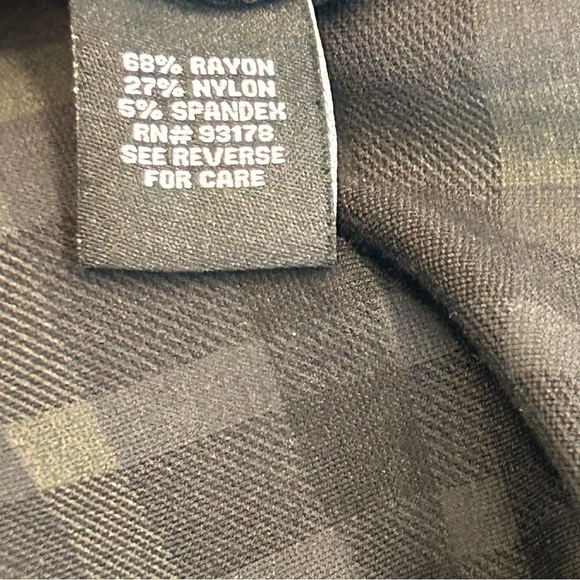 68% RAYON
27% NYLON
5% SPANDEX
RN# 93178
SEE REVERSE
FOR CARE